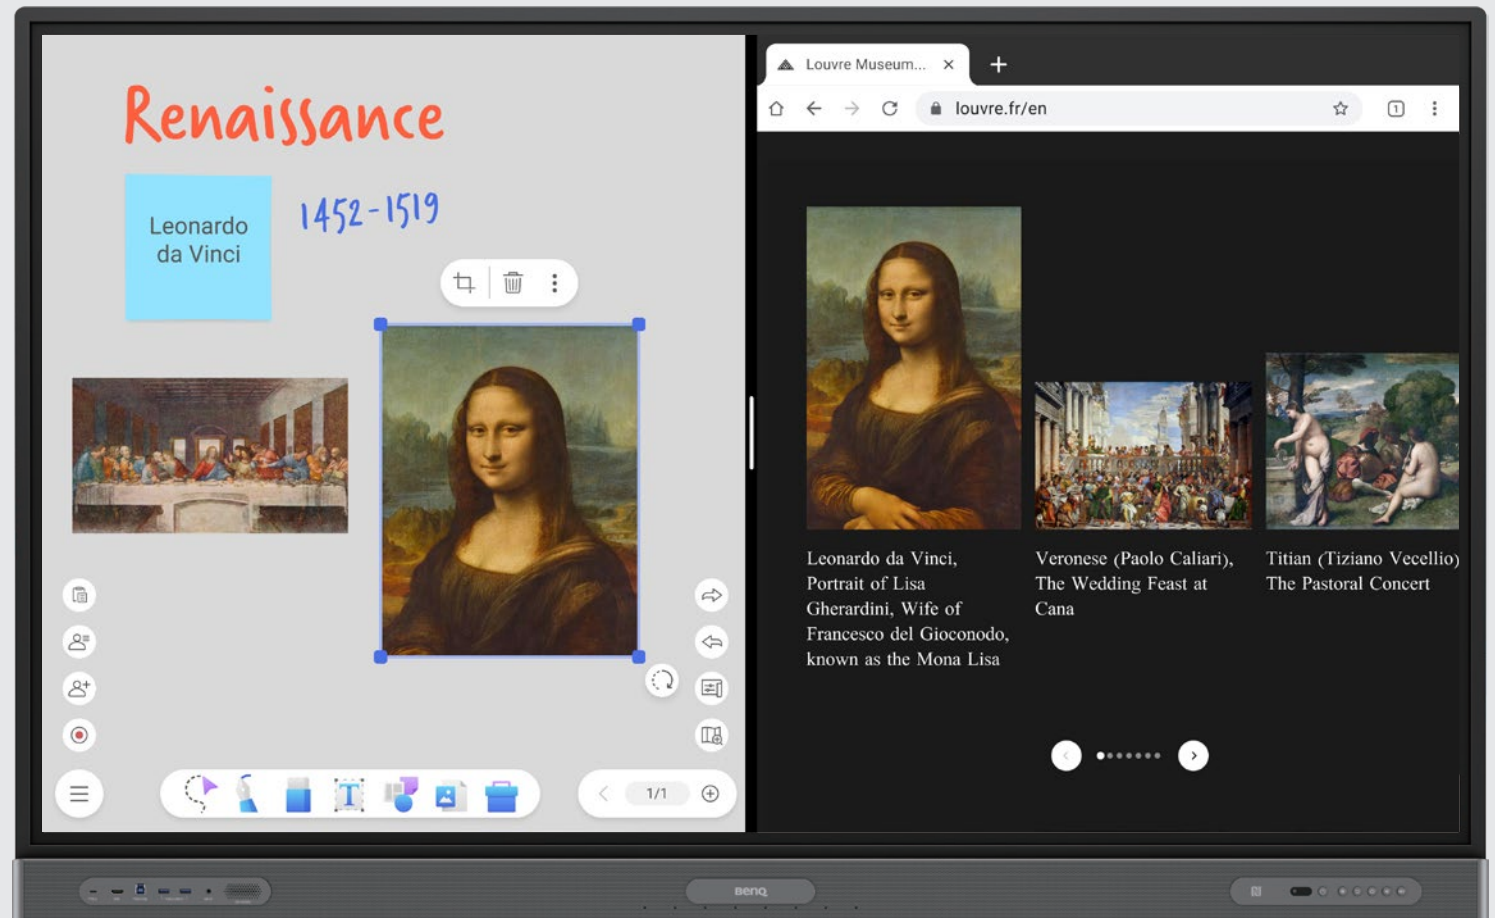 Renaissance
Leonardo
da Vinci
1452-1519
1/1
Louvre Museum...
louvre.fr/en
1
Leonardo da Vinci,
Portrait of Lisa
Gherardini, Wife of
Francesco del Gioconodo,
known as the Mona Lisa
Veronese (Paolo Caliari),
The Wedding Feast at
Cana
Titian (Tiziano Vecellio)
The Pastoral Concert
BenQ